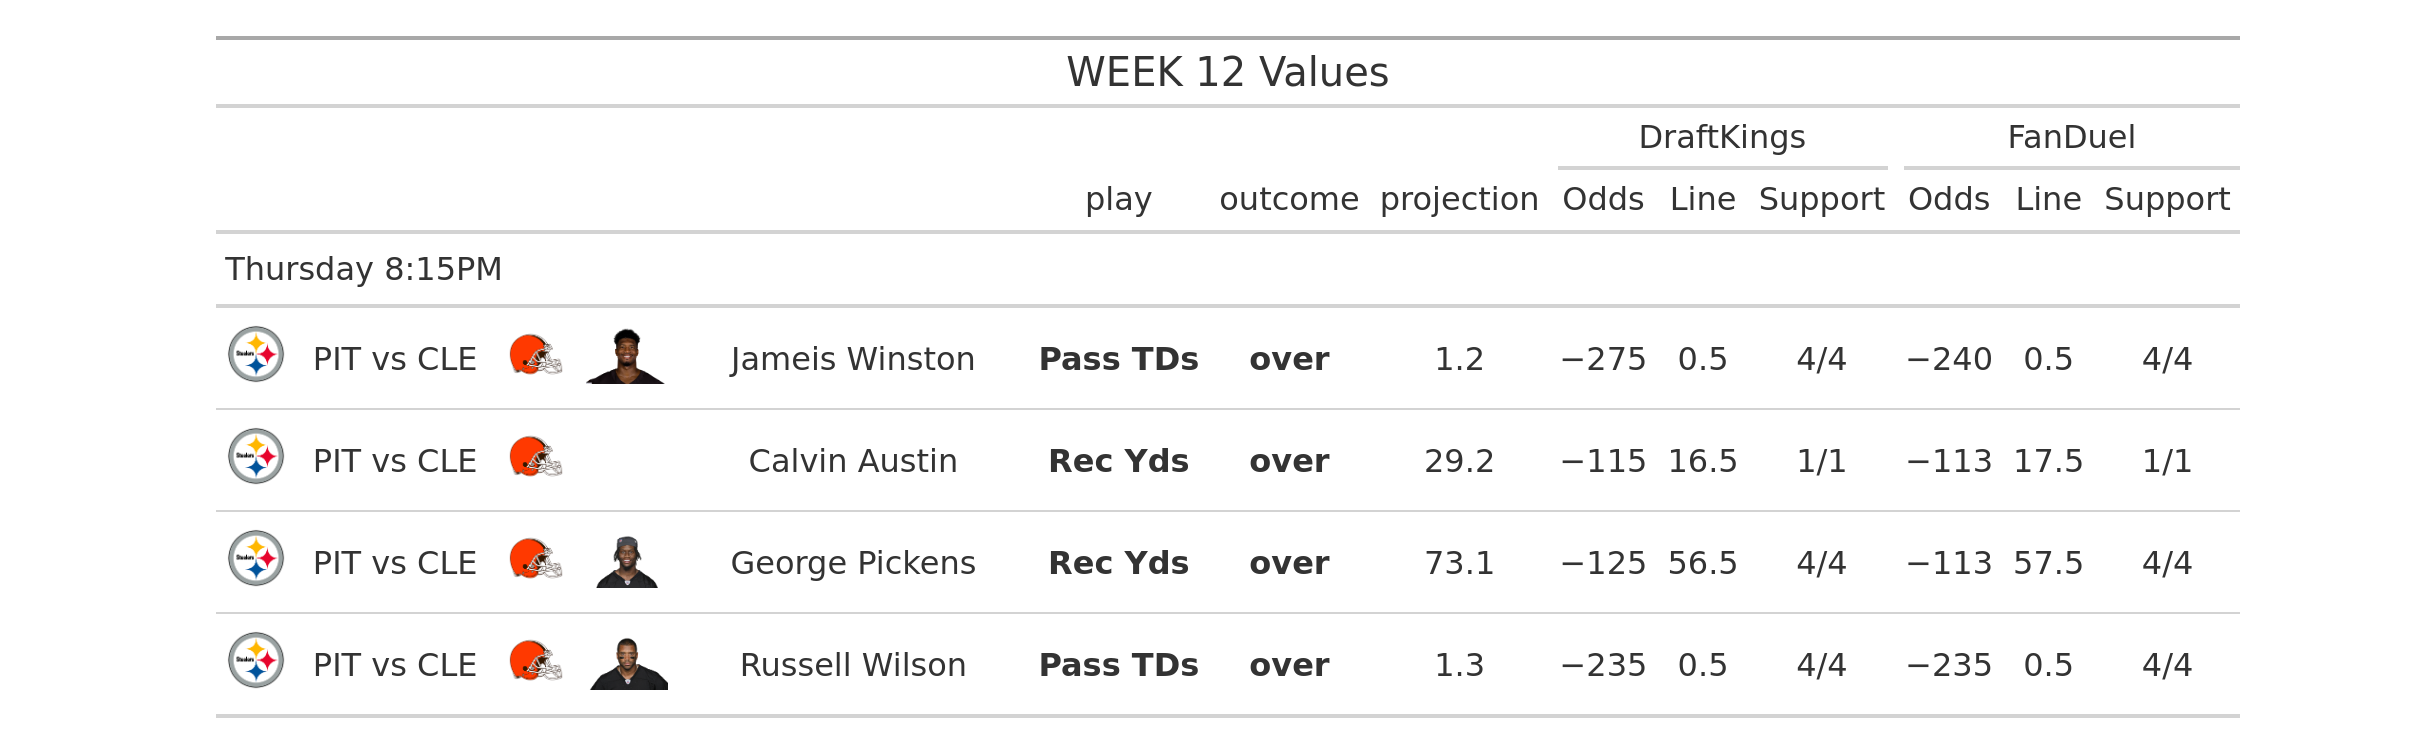 WEEK 12 Values
DraftKings FanDuel
play outcome projection Odds Line Support Odds Line Support
Thursday 8:15PM
Steelers PIT vs CLE Jameis Winston Pass TDs over 1.2 −275 0.5 4/4 −240 0.5 4/4
Steelers PIT vs CLE Calvin Austin Rec Yds over 29.2 −115 16.5 1/1 −113 17.5 1/1
Steelers PIT vs CLE George Pickens Rec Yds over 73.1 −125 56.5 4/4 −113 57.5 4/4
Steelers PIT vs CLE Russell Wilson Pass TDs over 1.3 −235 0.5 4/4 −235 0.5 4/4